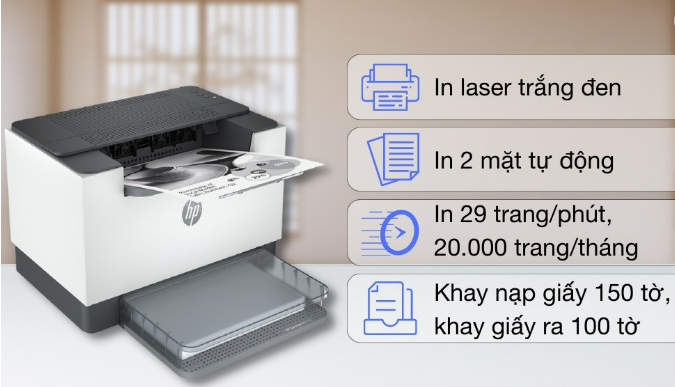 In laser trắng đen
In 2 mặt tự động
In 29 trang/phút,
20.000 trang/tháng
Khay nạp giấy 150 tờ,
khay giấy ra 100 tờ
hp